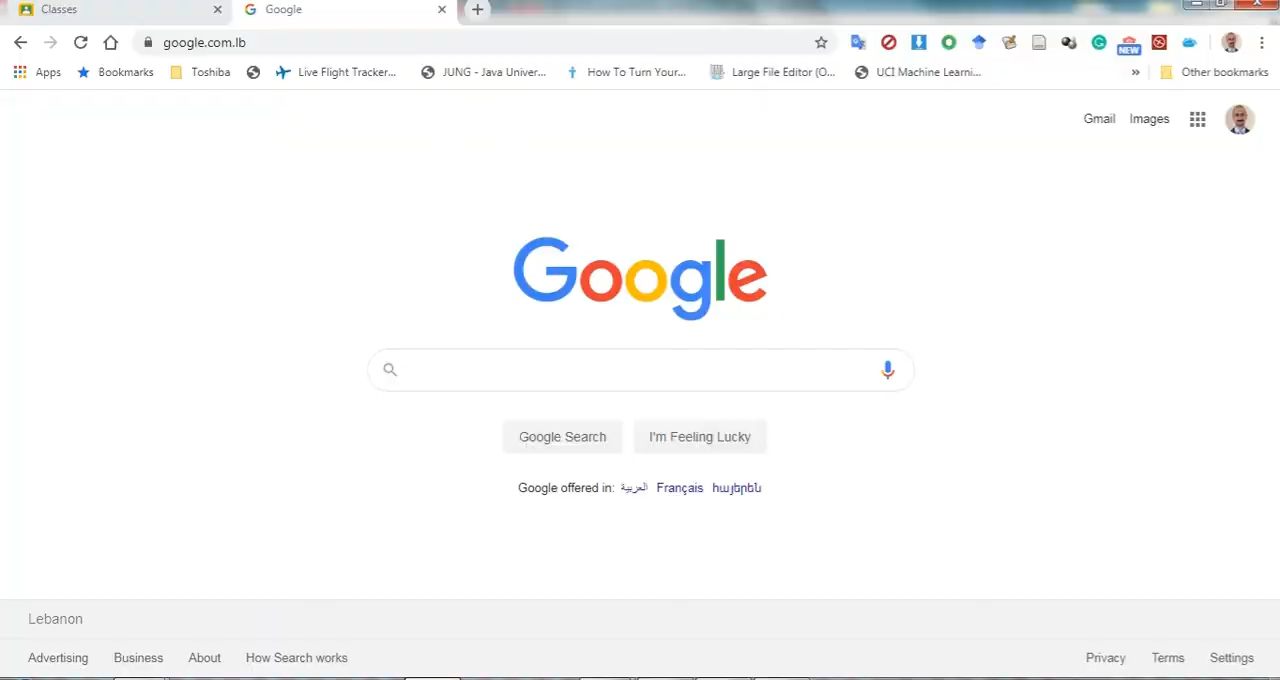 Classes Google
google.com.lb NEW
Apps Bookmarks Toshiba Live Flight Tracker... JUNG - Java Univer... How To Turn Your... Large File Editor (O... UCI Machine Learni... » Other bookmarks
Gmail Images
Google
Google Search I'm Feeling Lucky
Google offered in: العربية Français հայերեն
Lebanon
Advertising Business About How Search works Privacy Terms Settings